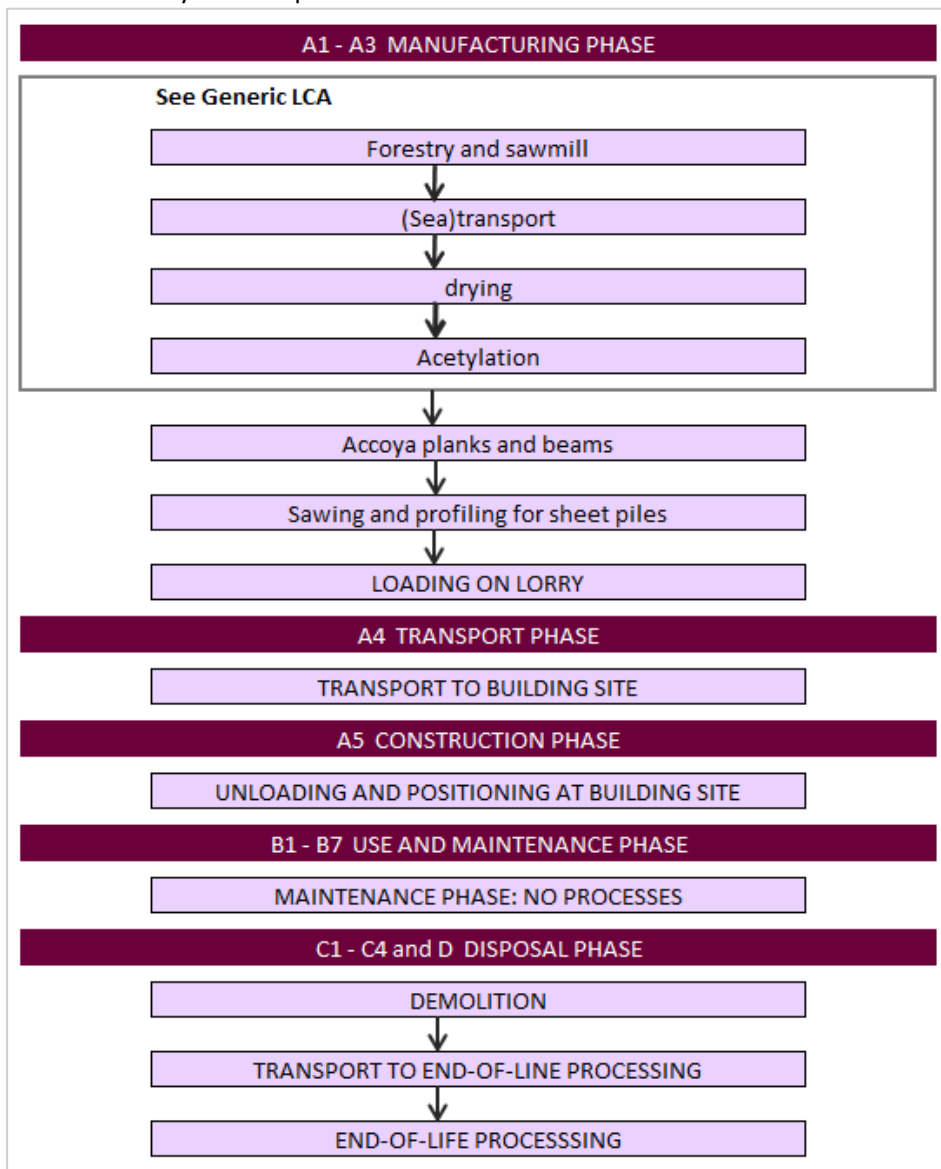 A1 - A3 MANUFACTURING PHASE
See Generic LCA
Forestry and sawmill
(Sea)transport
drying
Acetylation
Accoya planks and beams
Sawing and profiling for sheet piles
LOADING ON LORRY
A4 TRANSPORT PHASE
TRANSPORT TO BUILDING SITE
A5 CONSTRUCTION PHASE
UNLOADING AND POSITIONING AT BUILDING SITE
B1 - B7 USE AND MAINTENANCE PHASE
MAINTENANCE PHASE: NO PROCESSES
C1 - C4 and D DISPOSAL PHASE
DEMOLITION
TRANSPORT TO END-OF-LINE PROCESSING
END-OF-LIFE PROCESSSING